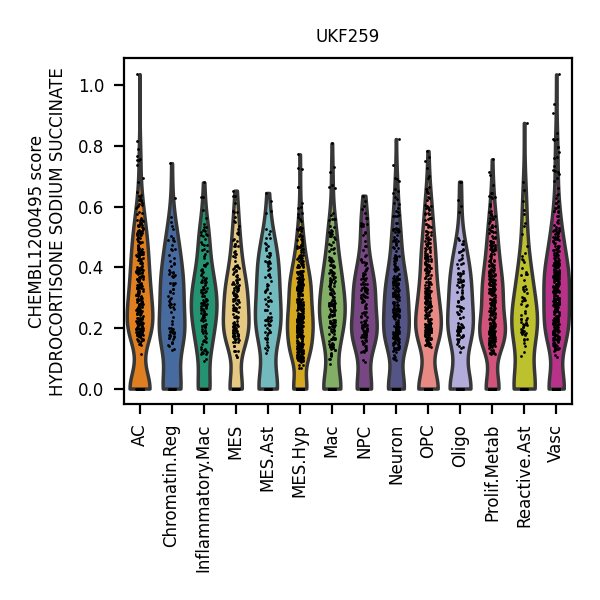 UKF259
CHEMBL1200495 score
HYDROCORTISONE SODIUM SUCCINATE
1.0
0.8
0.6
0.4
0.2
0.0
AC
Chromatin.Reg
Inflammatory.Mac
MES
MES.Ast
MES.Hyp
Mac
NPC
Neuron
OPC
Oligo
Prolif.Metab
Reactive.Ast
Vasc